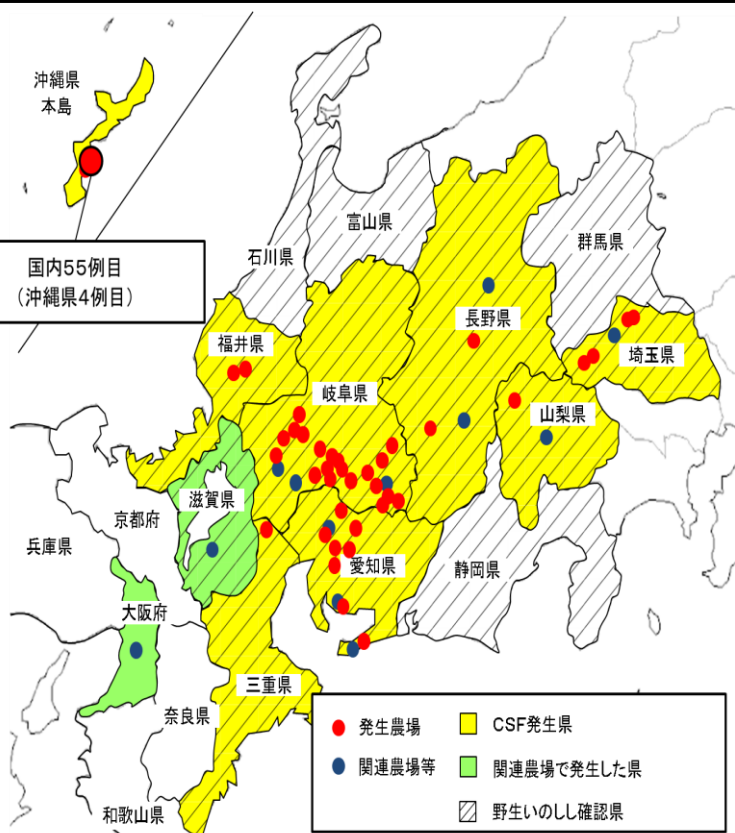 沖縄県
本島
国内55例目
（沖縄県4例目）
富山県
石川県
群馬県
長野県
福井県
埼玉県
岐阜県
山梨県
滋賀県
京都府
兵庫県
愛知県
静岡県
大阪府
三重県
奈良県
和歌山県
発生農場
CSF発生県
関連農場等
関連農場で発生した県
野生いのしし確認県